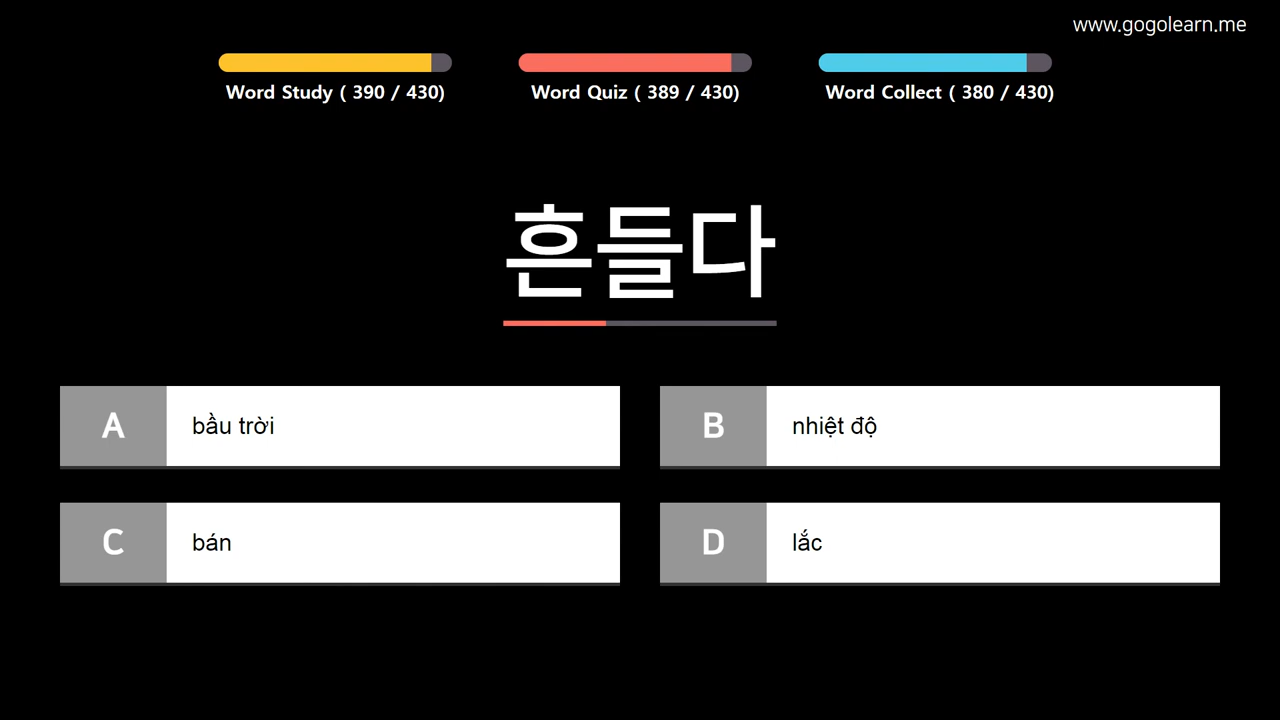 www.gogolearn.me
Word Study ( 390 / 430)
Word Quiz ( 389 / 430)
Word Collect ( 380 / 430)
흔들다
A bầu trời
B nhiệt độ
C bán
D lắc